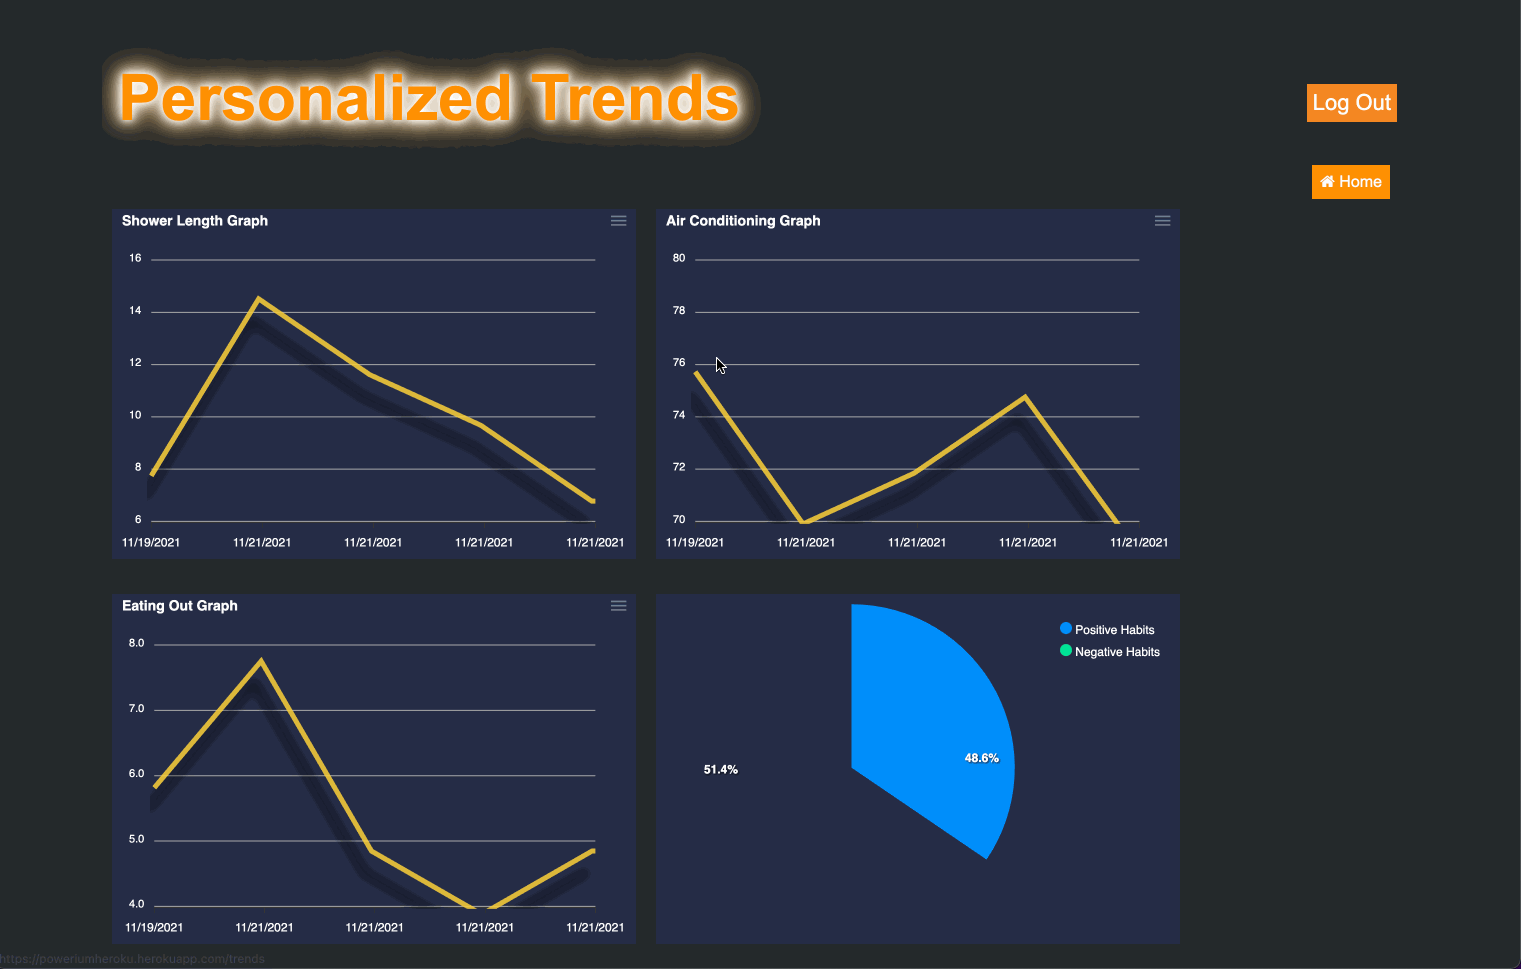 Personalized Trends
Log Out
Home
Shower Length Graph
16
14
12
10
8
6
11/19/2021 11/21/2021 11/21/2021 11/21/2021 11/21/2021
Air Conditioning Graph
80
78
76
74
72
70
11/19/2021 11/21/2021 11/21/2021 11/21/2021 11/21/2021
Eating Out Graph
8.0
7.0
6.0
5.0
4.0
11/19/2021 11/21/2021 11/21/2021 11/21/2021 11/21/2021
Positive Habits
Negative Habits
48.6%
51.4%
https://poweriumheroku.herokuapp.com/trends